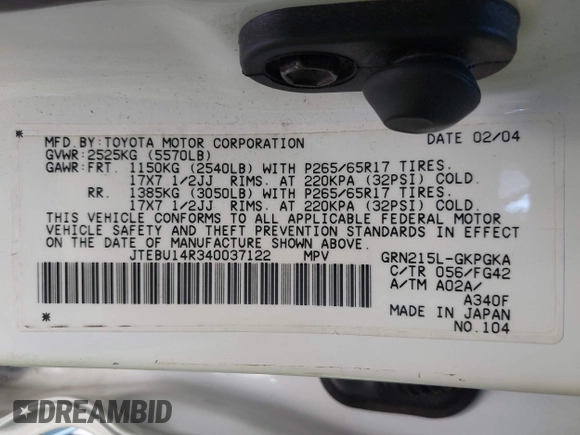 MFD. BY: TOYOTA MOTOR CORPORATION DATE 02/04
GVWR: 2525KG (5570LB)
GAWR: FRT. 1150KG (2540LB) WITH P265/65R17 TIRES.
17X7 1/2JJ RIMS. AT 220KPA (32PSI) COLD.
RR. 1385KG (3050LB) WITH P265/65R17 TIRES.
17X7 1/2JJ RIMS. AT 220KPA (32PSI) COLD.
THIS VEHICLE CONFORMS TO ALL APPLICABLE FEDERAL MOTOR
VEHICLE SAFETY AND THEFT PREVENTION STANDARDS IN EFFECT
ON THE DATE OF MANUFACTURE SHOWN ABOVE.
JTEBU14R340037122 MPV GRN215L-GKPGKA
C/TR 056/FG42
A/TM A02A/
A340F
MADE IN JAPAN
NO. 104
DREAMBID